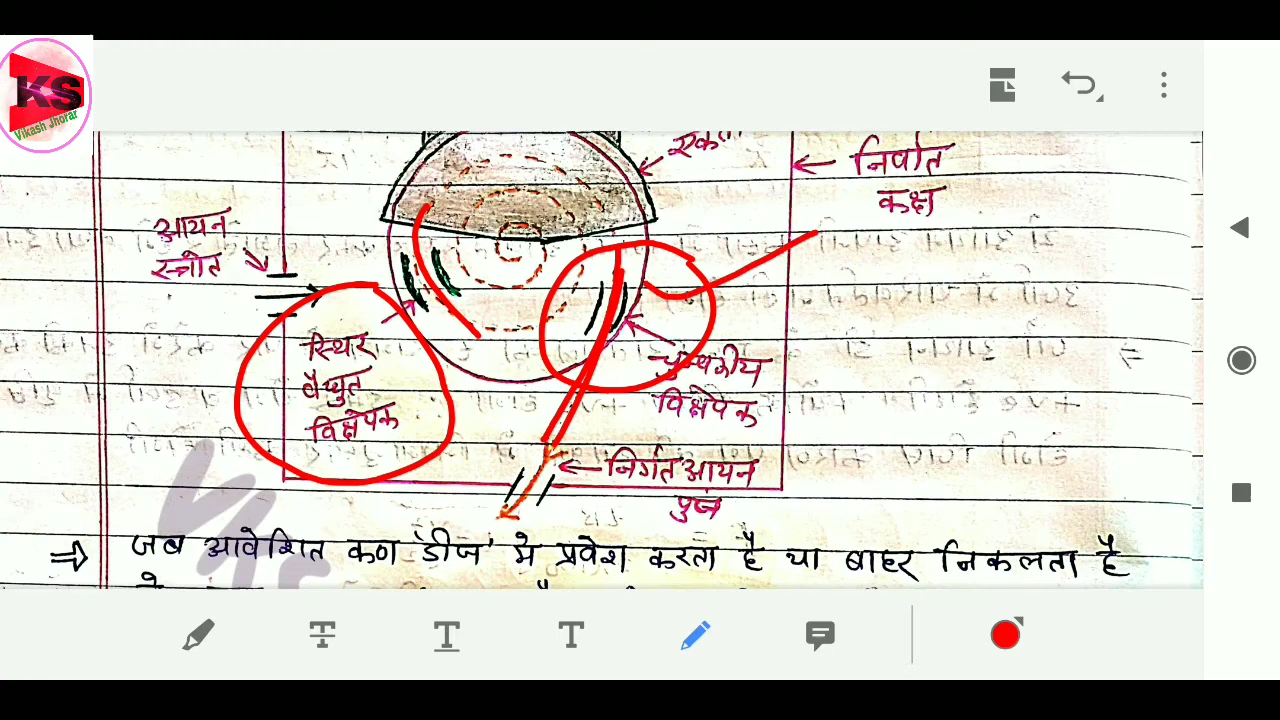 KS
Vikash Jhorar
निर्वात
कक्ष
आयन
स्त्रोत
स्थिर
वैद्युत
विक्षेपक
चुम्बकीय
विक्षेपक
निर्गत आयन
पुंज
⇒ जब आवेशित कण 'डीज' मे प्रवेश करता है या बाहर निकलता है
T
T
T